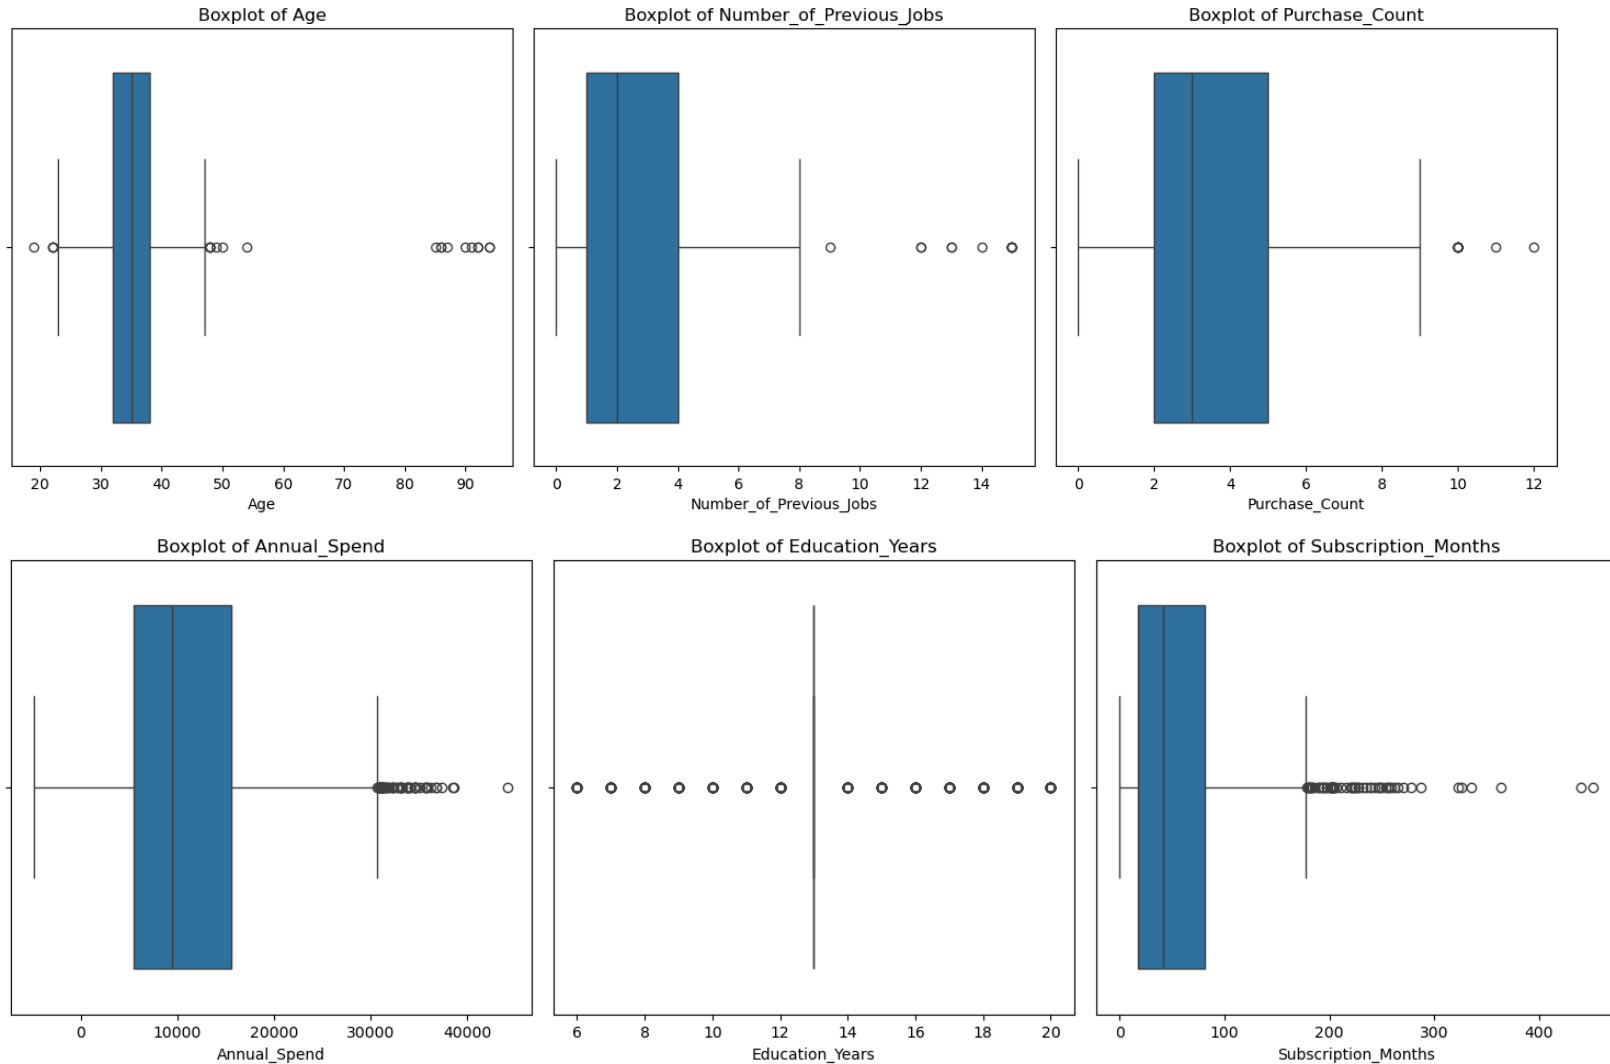 Boxplot of Age
Boxplot of Number_of_Previous_Jobs
Boxplot of Purchase_Count
20 30 40 50 60 70 80 90
0 2 4 6 8 10 12 14
0 2 4 6 8 10 12
Age
Number_of_Previous_Jobs
Purchase_Count
Boxplot of Annual_Spend
Boxplot of Education_Years
Boxplot of Subscription_Months
0 10000 20000 30000 40000
6 8 10 12 14 16 18 20
0 100 200 300 400
Annual_Spend
Education_Years
Subscription_Months